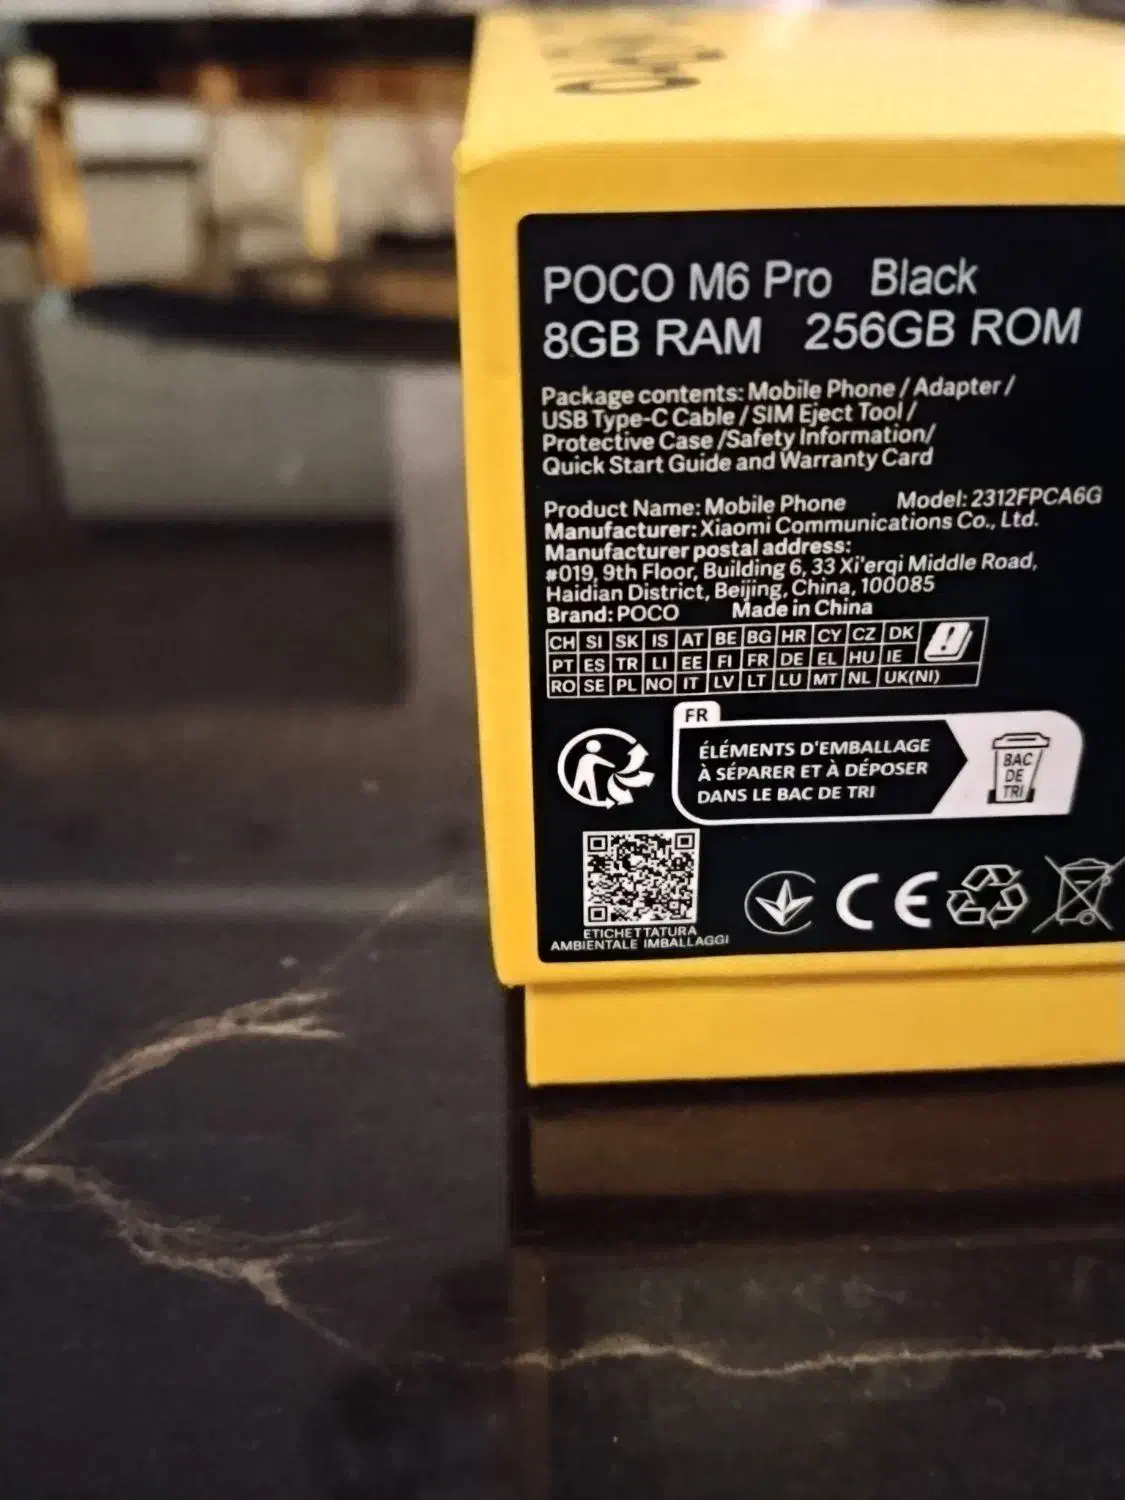 POCO M6 Pro Black
8GB RAM 256GB ROM
Package contents: Mobile Phone / Adapter /
USB Type-C Cable / SIM Eject Tool /
Protective Case /Safety Information/
Quick Start Guide and Warranty Card
Product Name: Mobile Phone Model: 2312FPCA6G
Manufacturer: Xiaomi Communications Co., Ltd.
Manufacturer postal address:
#019, 9th Floor, Building 6, 33 Xi'erqi Middle Road,
Haidian District, Beijing, China, 100085
Brand: POCO Made in China
CH SI SK IS AT BE BG HR CY CZ DK
PT ES TR LI EE FI FR DE EL HU IE
RO SE PL NO IT LV LT LU MT NL UK(NI)
FR
ÉLÉMENTS D'EMBALLAGE
À SÉPARER ET À DÉPOSER
DANS LE BAC DE TRI
BAC
DE
TRI
CE
ETICHETTATURA
AMBIENTALE IMBALLAGGI